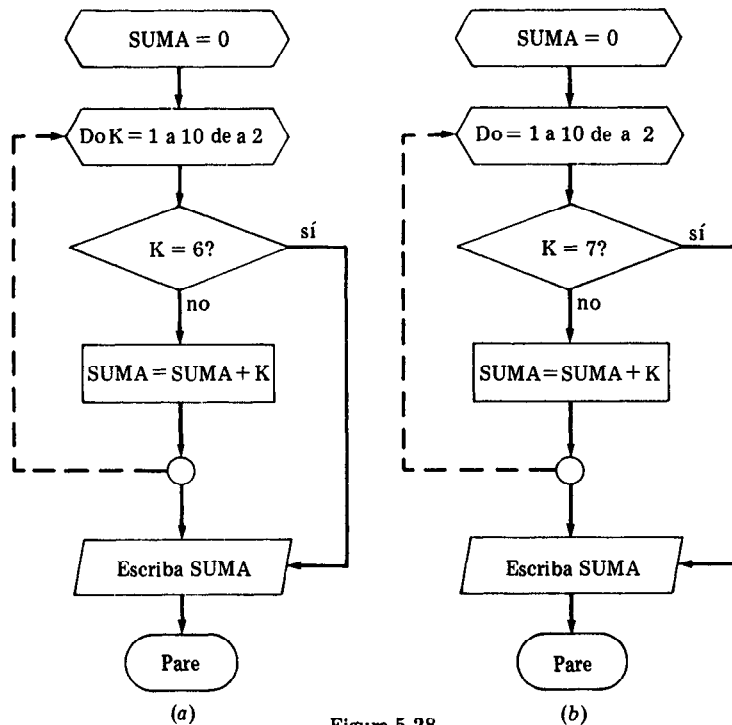 SUMA = 0
Do K = 1 a 10 de a 2
K = 6?
sí
no
SUMA = SUMA + K
Escriba SUMA
Pare
(a)
SUMA = 0
Do = 1 a 10 de a 2
K = 7?
sí
no
SUMA = SUMA + K
Escriba SUMA
Pare
(b)
Figura 5-28